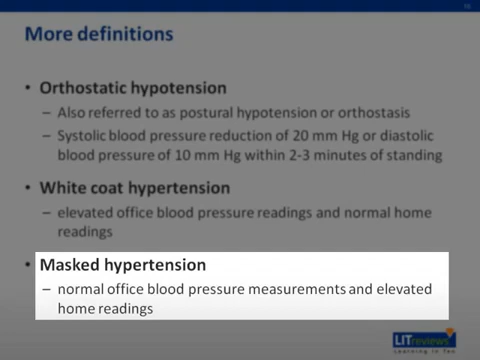 More definitions
• Orthostatic hypotension
– Also referred to as postural hypotension or orthostasis
– Systolic blood pressure reduction of 20 mm Hg or diastolic
blood pressure of 10 mm Hg within 2-3 minutes of standing
• White coat hypertension
– elevated office blood pressure readings and normal home
readings
• Masked hypertension
– normal office blood pressure measurements and elevated
home readings
LITreviews
Learning in Ten